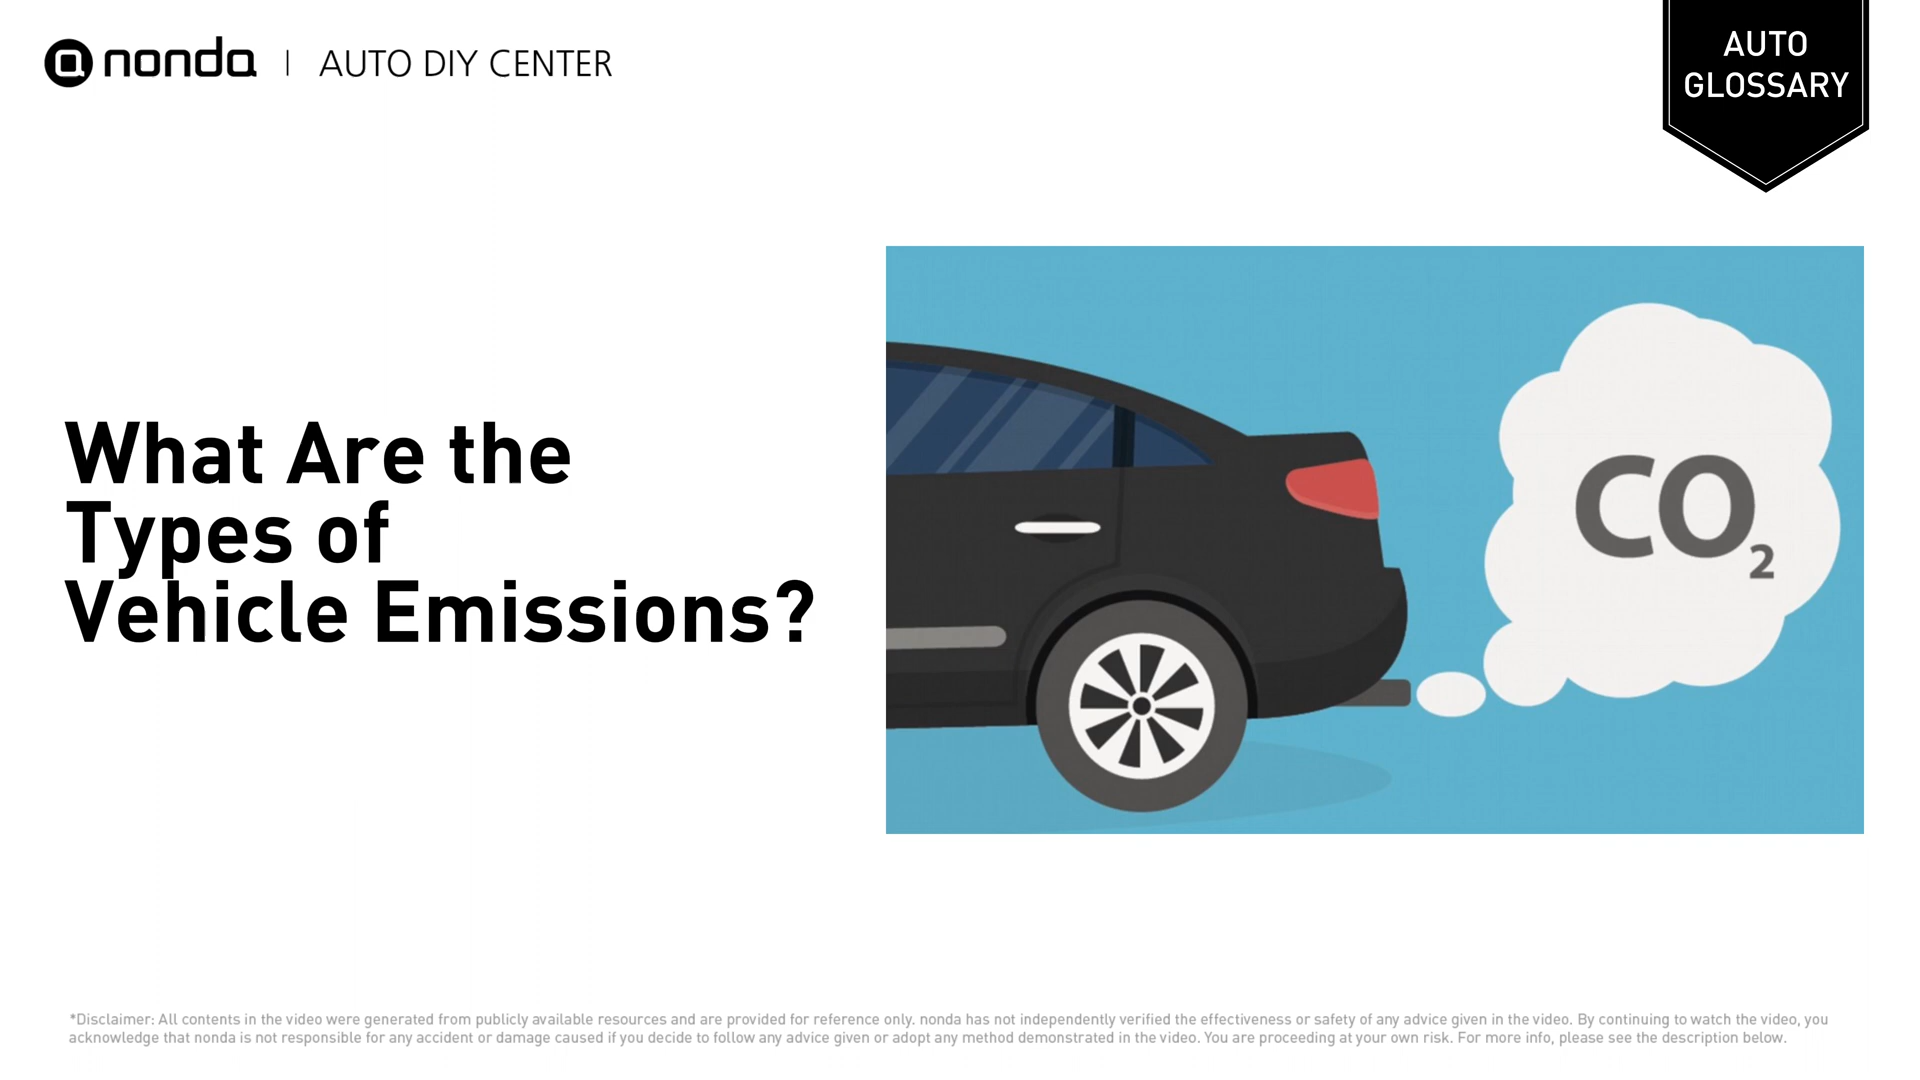 nonda | AUTO DIY CENTER
AUTO
GLOSSARY
What Are the
Types of
Vehicle Emissions?
CO₂
*Disclaimer: All contents in the video were generated from publicly available resources and are provided for reference only. nonda has not independently verified the effectiveness or safety of any advice given in the video. By continuing to watch the video, you
acknowledge that nonda is not responsible for any accident or damage caused if you decide to follow any advice given or adopt any method demonstrated in the video. You are proceeding at your own risk. For more info, please see the description below.